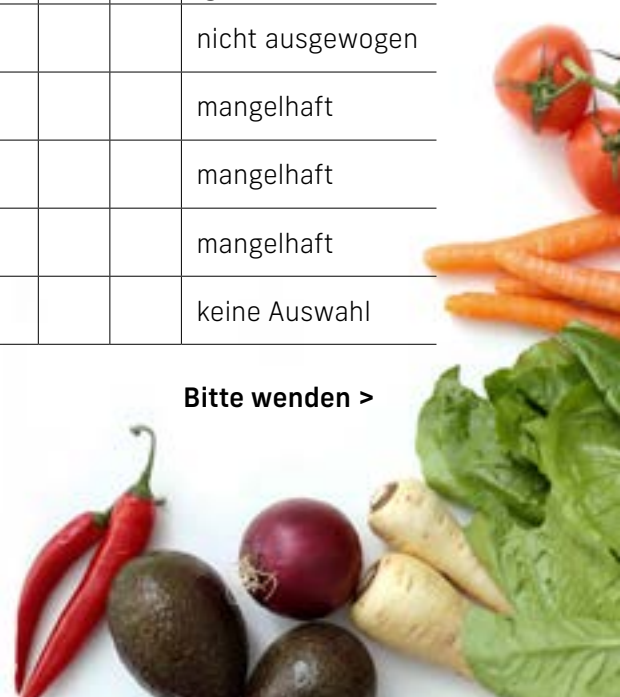 nicht ausgewogen
mangelhaft
mangelhaft
mangelhaft
keine Auswahl
Bitte wenden >